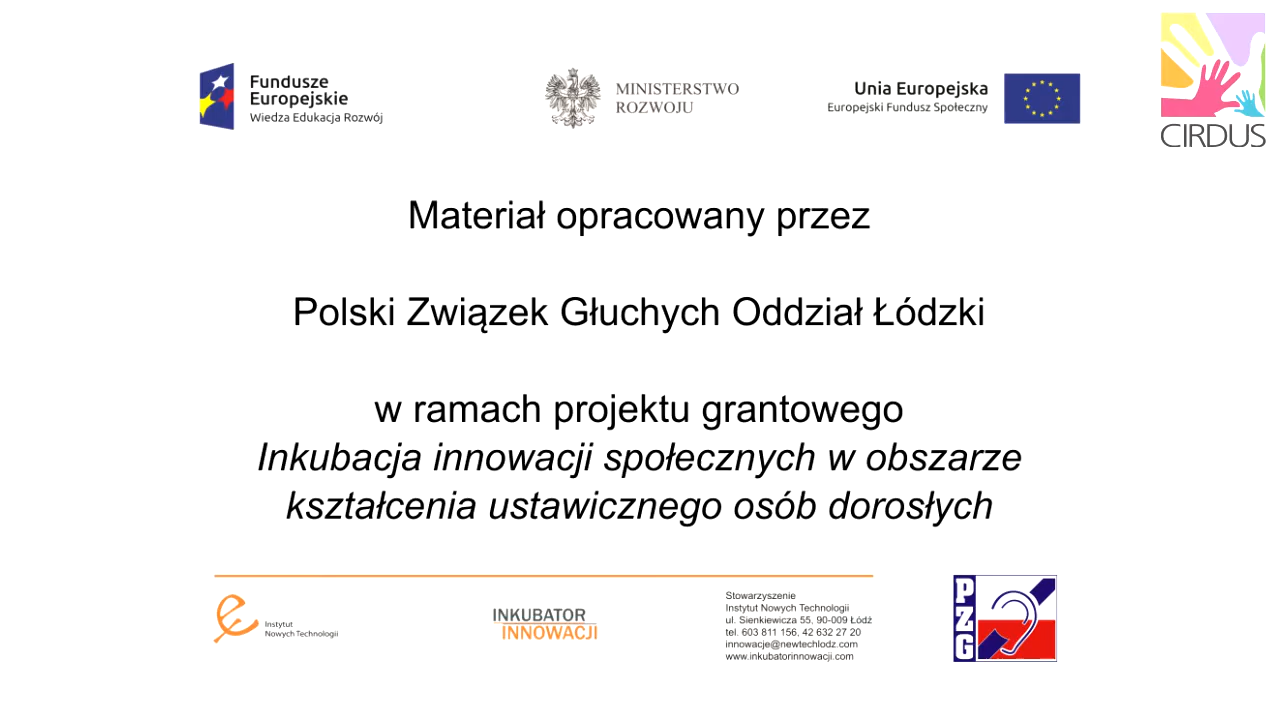 Fundusze
Europejskie
Wiedza Edukacja Rozwój
MINISTERSTWO
ROZWOJU
Unia Europejska
Europejski Fundusz Społeczny
CIRDUS
Materiał opracowany przez
Polski Związek Głuchych Oddział Łódzki
w ramach projektu grantowego
Inkubacja innowacji społecznych w obszarze
kształcenia ustawicznego osób dorosłych
Instytut
Nowych Technologii
INKUBATOR
INNOWACJI
Stowarzyszenie
Instytut Nowych Technologii
ul. Sienkiewicza 55, 90-009 Łódź
tel. 603 811 156, 42 632 27 20
innowacje@newtechlodz.com
www.inkubatorinnowacji.com
PZG